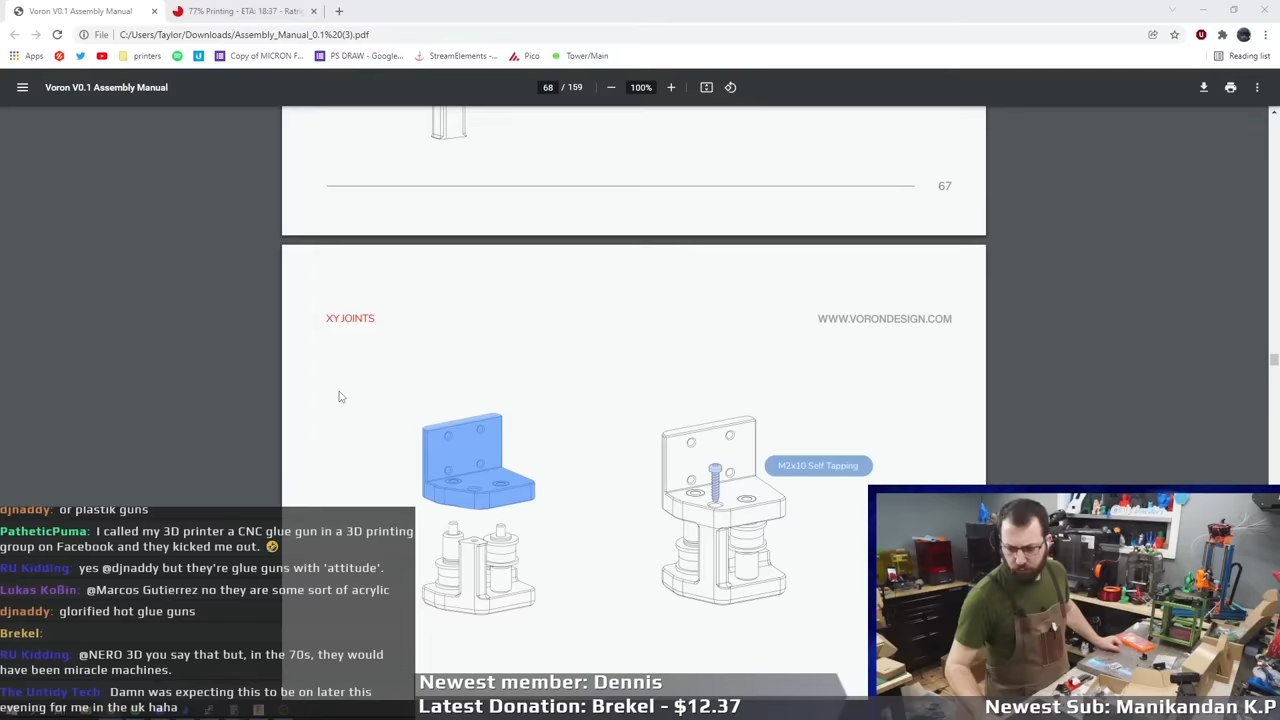 Voron V0.1 Assembly Manual
77% Printing - ETA: 18:37 - Ratrig
File C:/Users/Taylor/Downloads/Assembly_Manual_0.1%20(3).pdf
Apps printers Copy of MICRON F... PS DRAW - Google... StreamElements -... Pico Tower/Main Reading list
Voron V0.1 Assembly Manual 68 / 159 100%
67
XY JOINTS WWW.VORONDESIGN.COM
M2x10 Self Tapping
djnaddy: or plastik guns
PatheticPuma: I called my 3D printer a CNC glue gun in a 3D printing
group on Facebook and they kicked me out. 🤣
RU Kidding: yes @djnaddy but they're glue guns with 'attitude'.
Lukas Koßin: @Marcos Gutierrez no they are some sort of acrylic
djnaddy: glorified hot glue guns
Brekel:
RU Kidding: @NERO 3D you say that but, in the 70s, they would
have been miracle machines.
The Untidy Tech: Damn was expecting this to be on later this
evening for me in the uk haha
Newest member: Dennis
Latest Donation: Brekel - $12.37
Newest Sub: Manikandan K.P